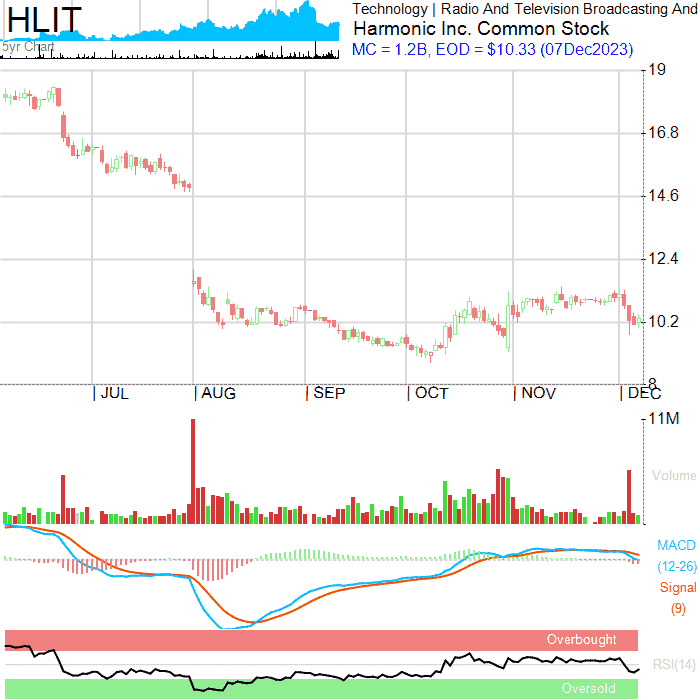 HLIT
5yr Chart
Technology | Radio And Television Broadcasting And
Harmonic Inc. Common Stock
MC = 1.2B, EOD = $10.33 (07Dec2023)
19
16.8
14.6
12.4
10.2
8
| JUL | AUG | SEP | OCT | NOV | DEC
11M
Volume
MACD
(12-26)
Signal
(9)
Overbought
RSI(14)
Oversold